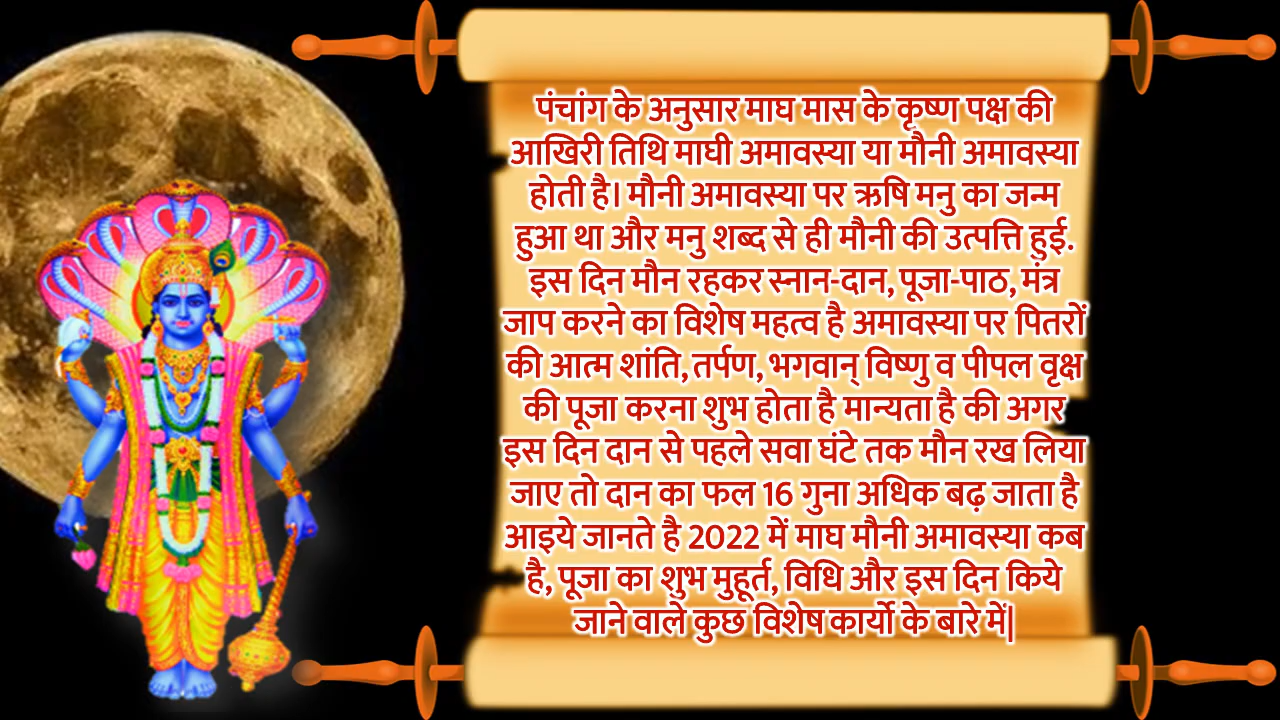 पंचांग के अनुसार माघ मास के कृष्ण पक्ष की
आखिरी तिथि माघी अमावस्या या मौनी अमावस्या
होती है। मौनी अमावस्या पर ऋषि मनु का जन्म
हुआ था और मनु शब्द से ही मौनी की उत्पत्ति हुई.
इस दिन मौन रहकर स्नान-दान, पूजा-पाठ, मंत्र
जाप करने का विशेष महत्व है अमावस्या पर पितरों
की आत्म शांति, तर्पण, भगवान् विष्णु व पीपल वृक्ष
की पूजा करना शुभ होता है मान्यता है की अगर
इस दिन दान से पहले सवा घंटे तक मौन रख लिया
जाए तो दान का फल 16 गुना अधिक बढ़ जाता है
आइये जानते है 2022 में माघ मौनी अमावस्या कब
है, पूजा का शुभ मुहूर्त, विधि और इस दिन किये
जाने वाले कुछ विशेष कार्यो के बारे में|